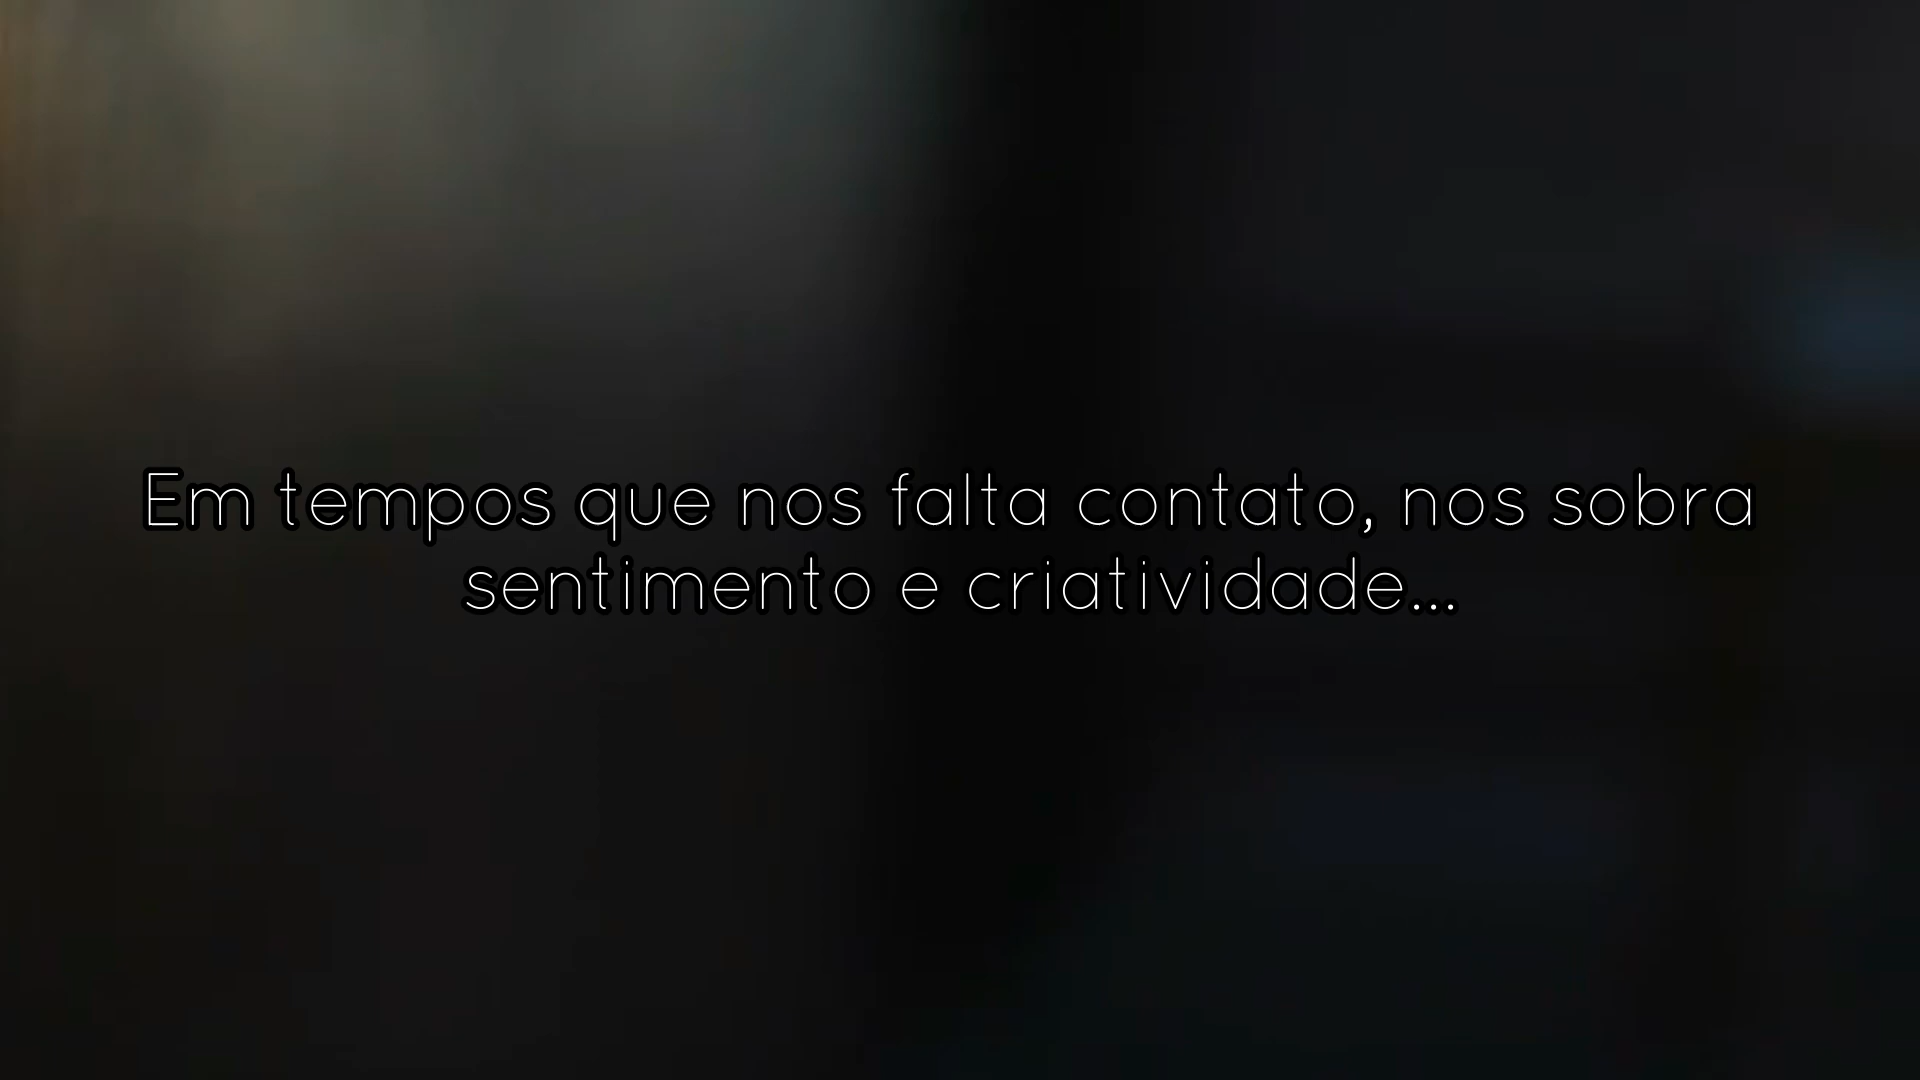 Em tempos que nos falta contato, nos sobra
sentimento e criatividade...